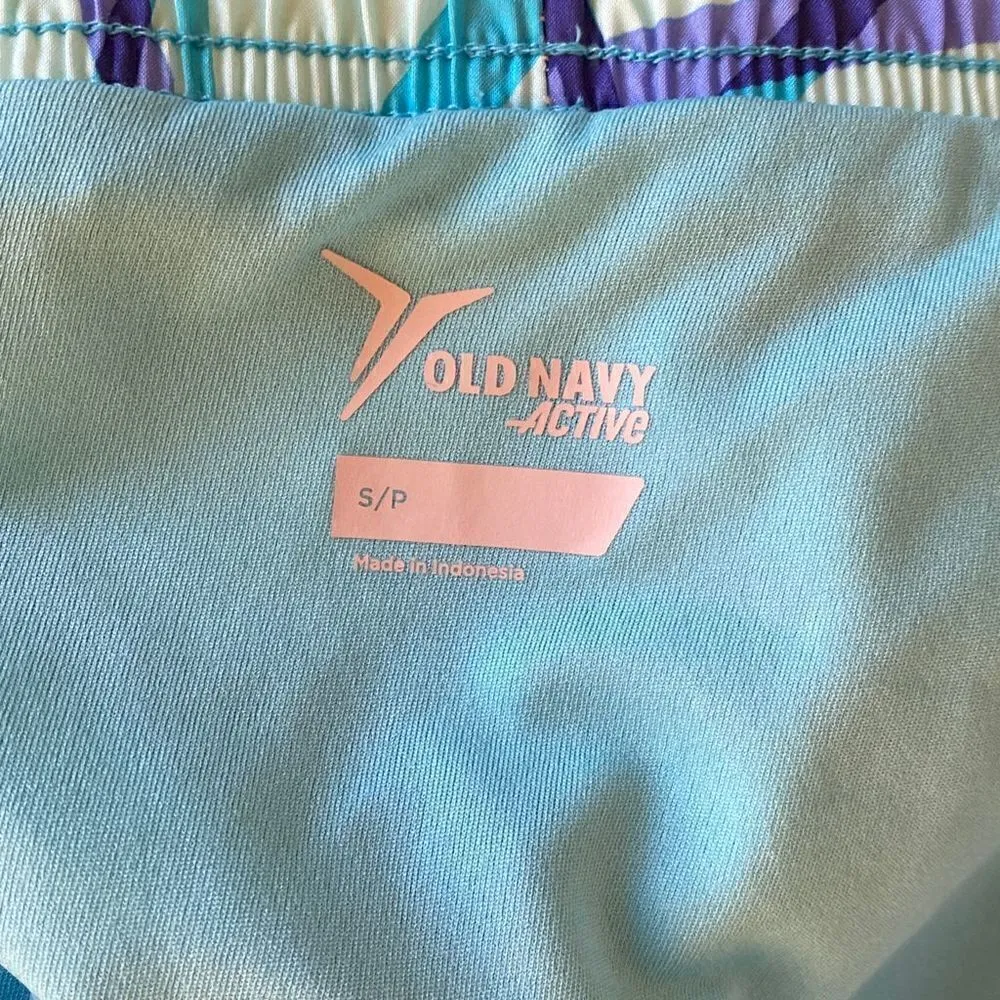 OLD NAVY
ACTIVE
S/P
Made in Indonesia